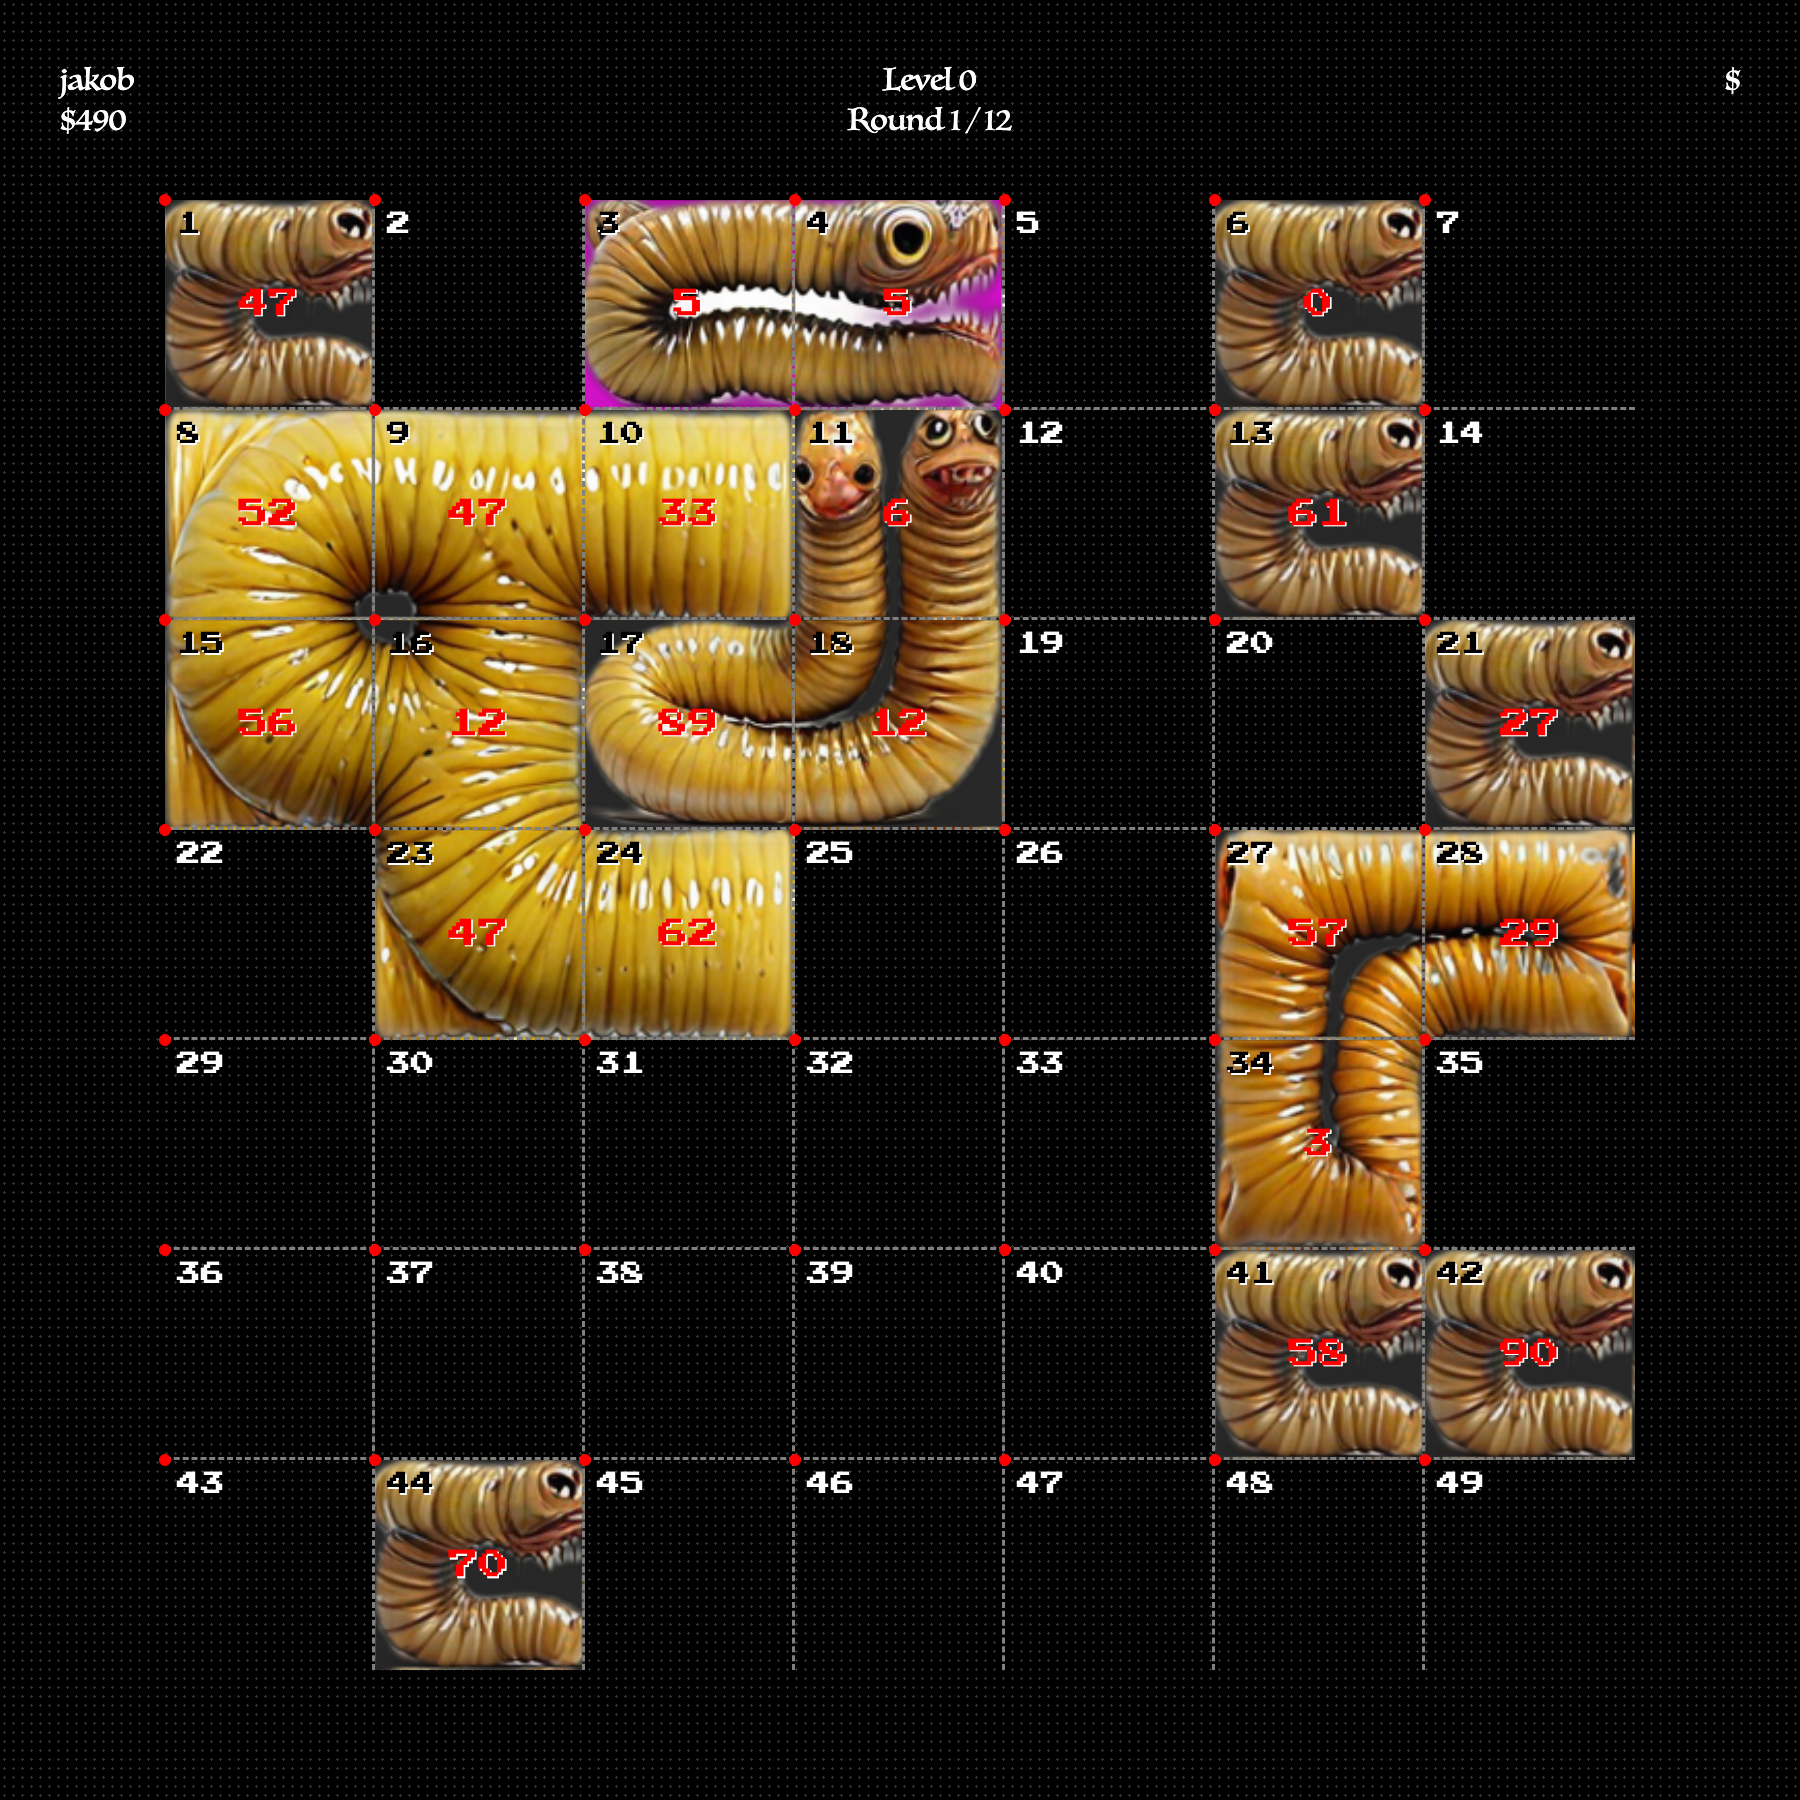 jakob
$490
Level 0
Round 1/12
$
1 2 3 4 5 6 7
47 5 5 0
8 9 10 11 12 13 14
52 47 33 6 61
15 16 17 18 19 20 21
56 12 89 12 27
22 23 24 25 26 27 28
47 62 57 29
29 30 31 32 33 34 35
3
36 37 38 39 40 41 42
58 90
43 44 45 46 47 48 49
70